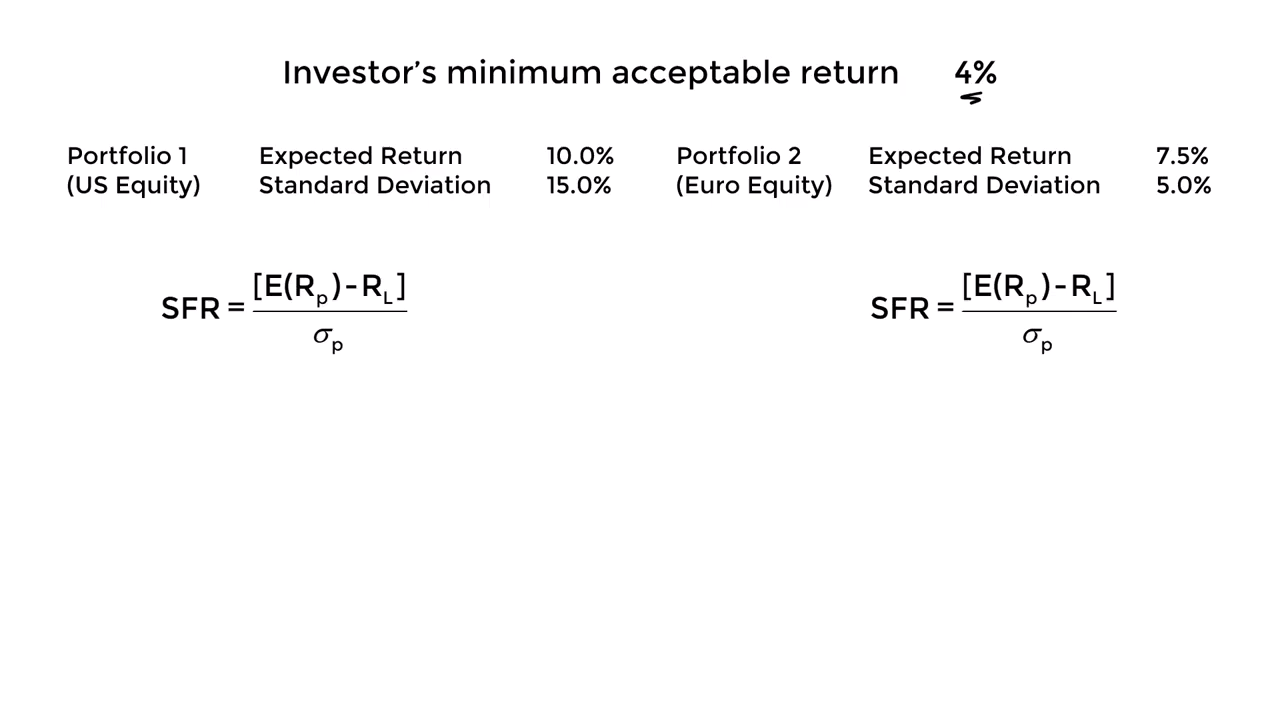 Investor's minimum acceptable return 4%
Portfolio 1 Expected Return 10.0% Portfolio 2 Expected Return 7.5%
(US Equity) Standard Deviation 15.0% (Euro Equity) Standard Deviation 5.0%
SFR = [E(Rp)-RL] / σp SFR = [E(Rp)-RL] / σp